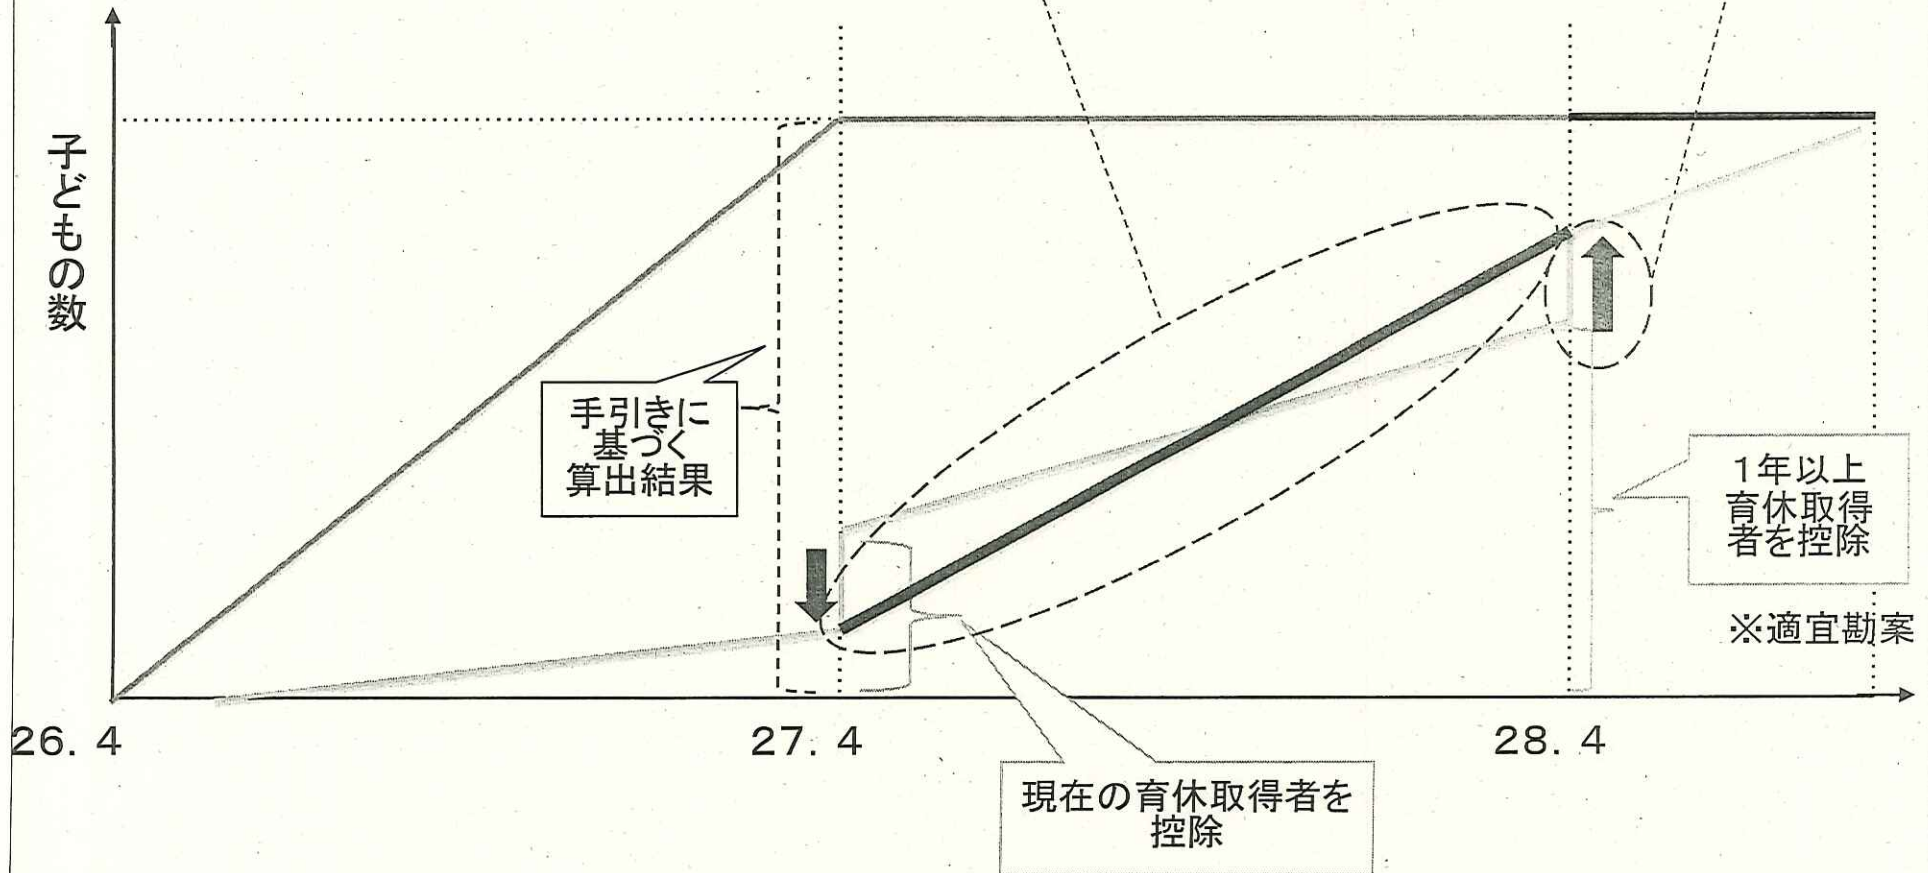 子どもの数
手引きに
基づく
算出結果
1年以上
育休取得
者を控除
※適宜勘案
26.4
27.4
28.4
現在の育休取得者を
控除